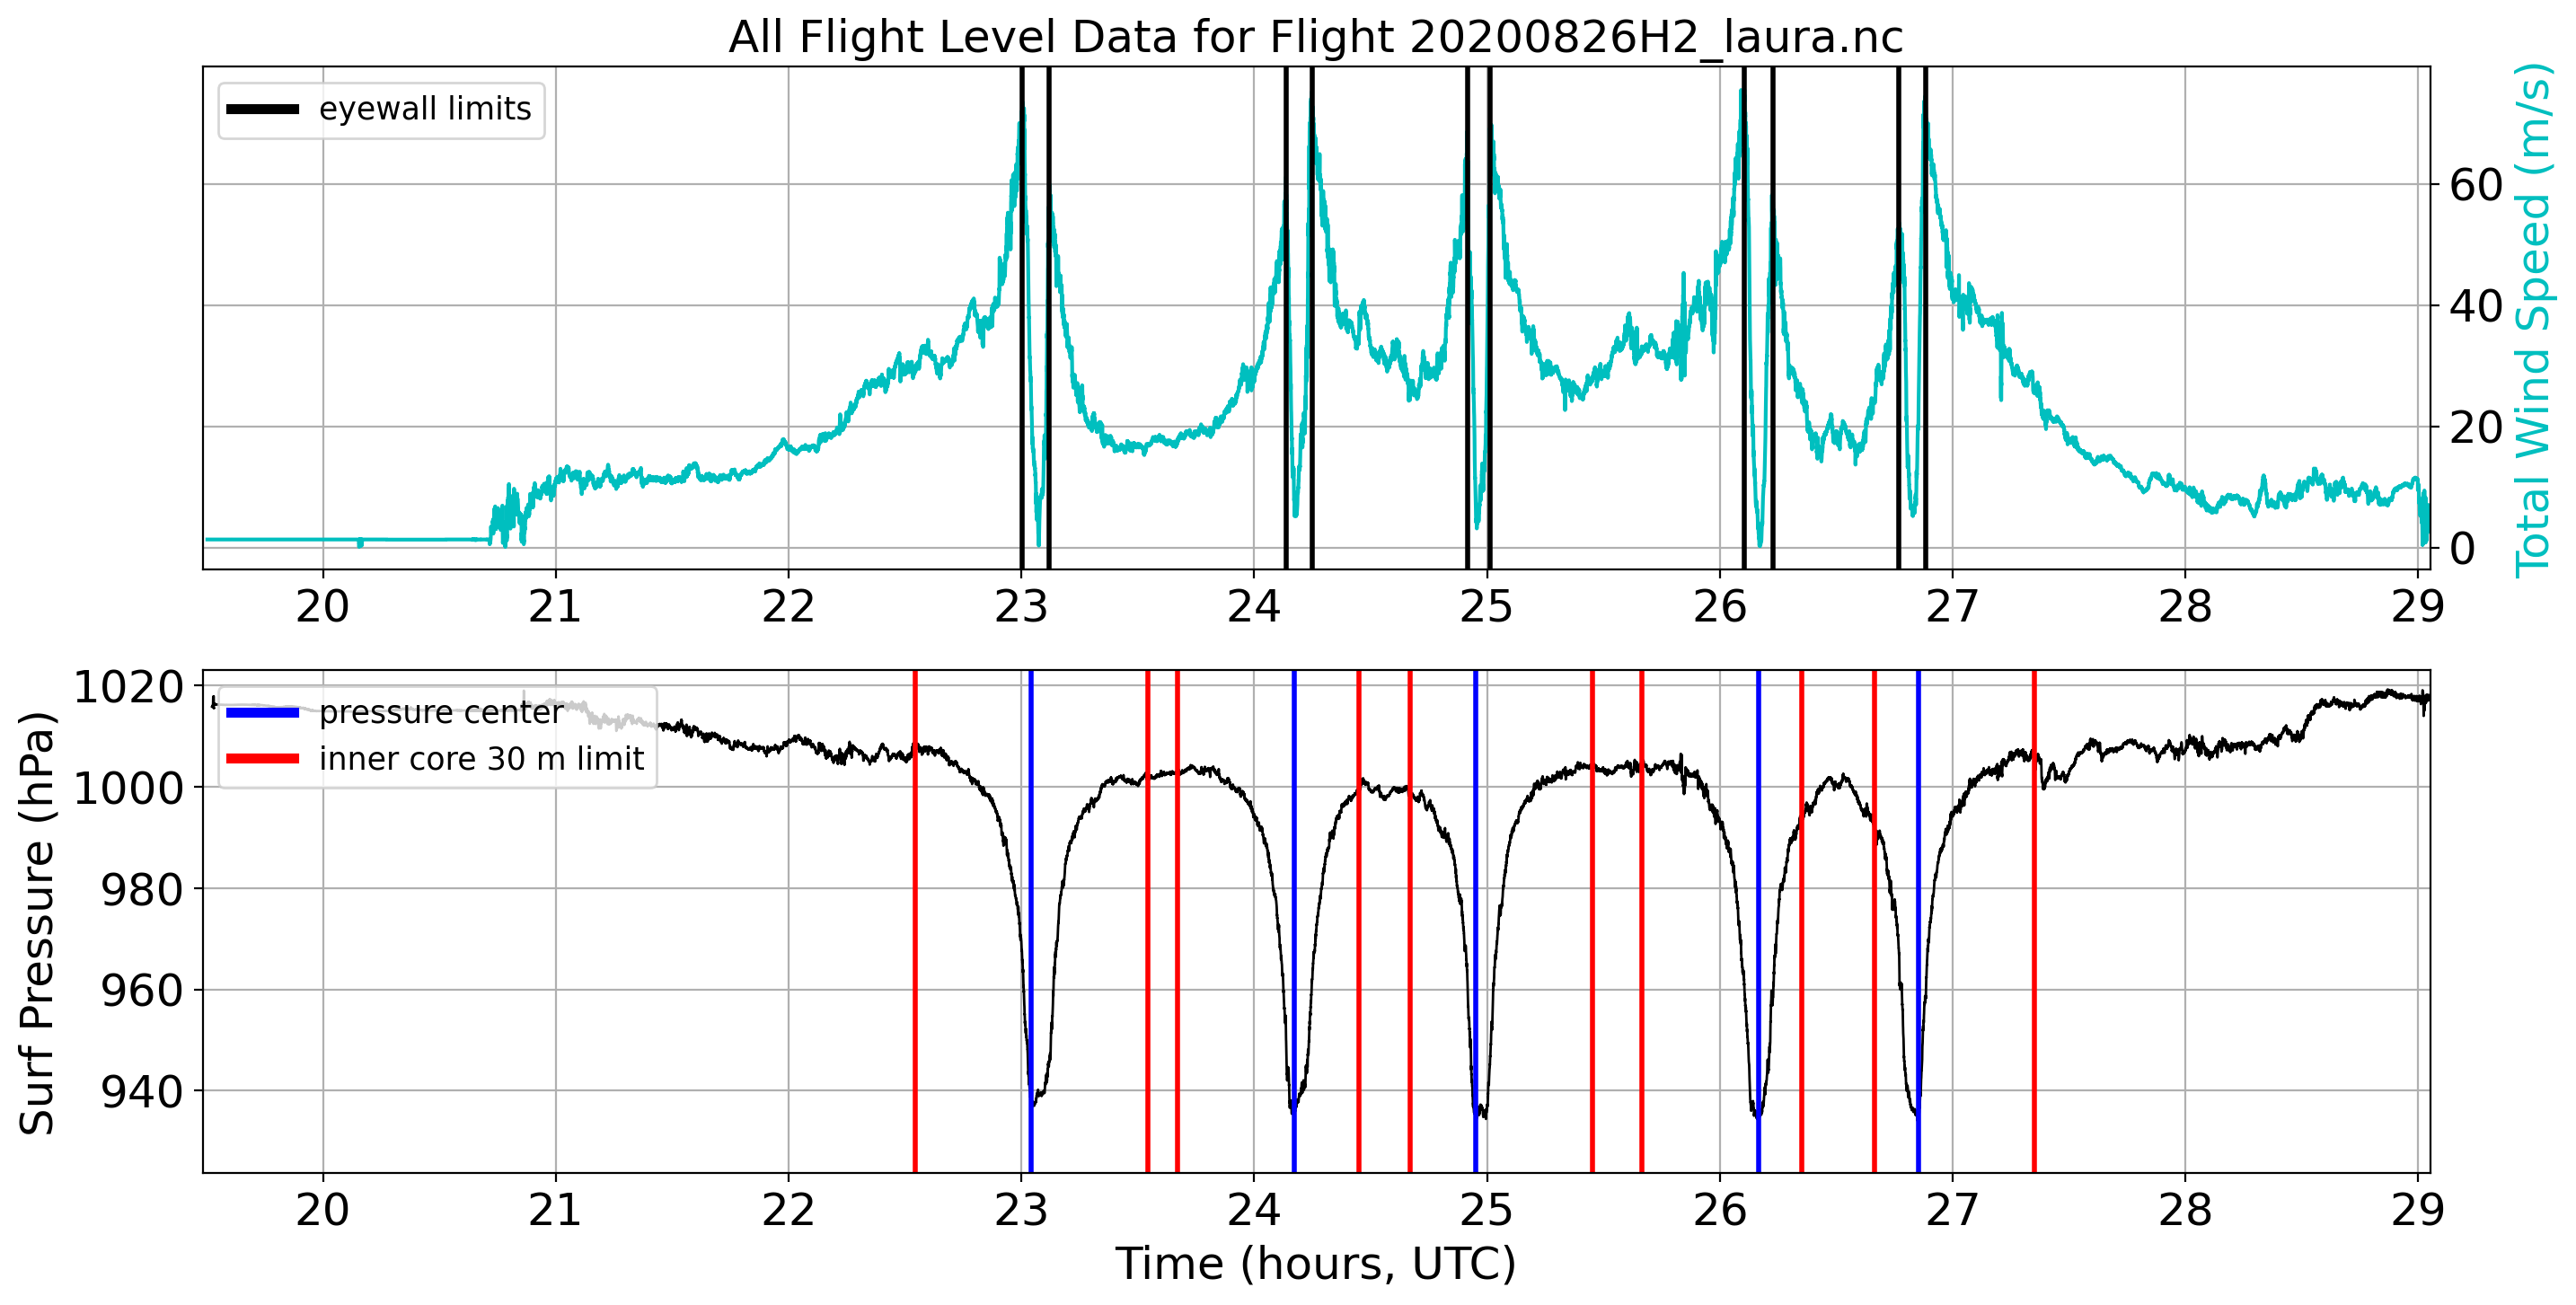 All Flight Level Data for Flight 20200826H2_laura.nc
eyewall limits
60
40
20
0
Total Wind Speed (m/s)
20 21 22 23 24 25 26 27 28 29
1020
1000
980
960
940
Surf Pressure (hPa)
pressure center
inner core 30 m limit
20 21 22 23 24 25 26 27 28 29
Time (hours, UTC)